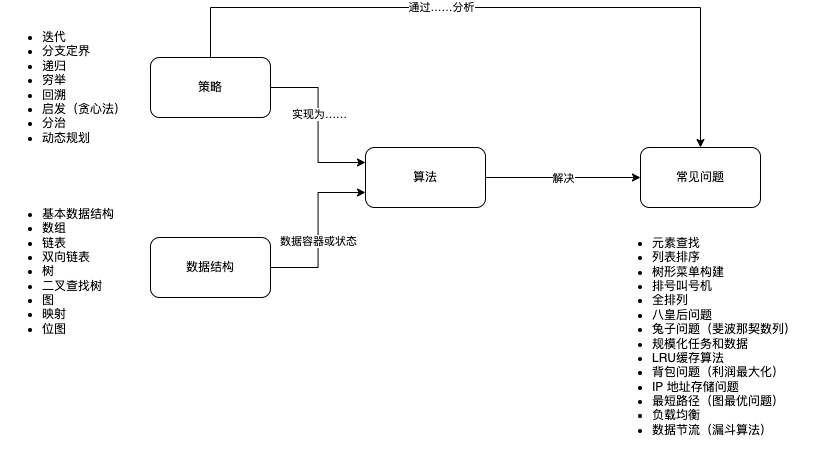 通过......分析
迭代
分支定界
递归
穷举
回溯
启发（贪心法）
分治
动态规划
策略
实现为......
算法
解决
常见问题
基本数据结构
数组
链表
双向链表
树
二叉查找树
图
映射
位图
数据容器或状态
数据结构
元素查找
列表排序
树形菜单构建
排号叫号机
全排列
八皇后问题
兔子问题（斐波那契数列）
规模化任务和数据
LRU缓存算法
背包问题（利润最大化）
IP 地址存储问题
最短路径（图最优问题）
负载均衡
数据节流（漏斗算法）